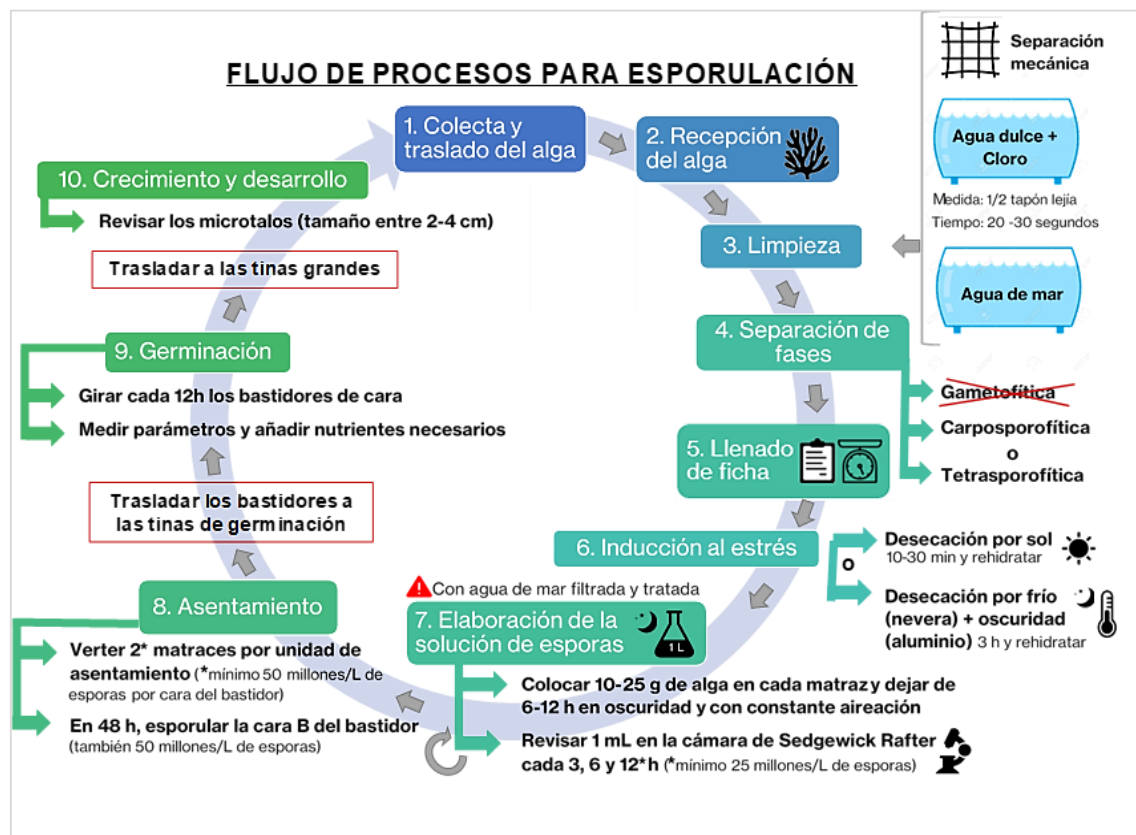 FLUJO DE PROCESOS PARA ESPORULACIÓN
1. Colecta y
traslado del alga
2. Recepción
del alga
3. Limpieza
Separación
mecánica
Agua dulce +
Cloro
Medida: 1/2 tapón lejía
Tiempo: 20 -30 segundos
Agua de mar
4. Separación de
fases
Gametofítica
Carposporofítica
o
Tetrasporofítica
5. Llenado
de ficha
6. Inducción al estrés
Desecación por sol
10-30 min y rehidratar
o
Desecación por frío
(nevera) + oscuridad
(aluminio) 3 h y rehidratar
Con agua de mar filtrada y tratada
7. Elaboración de la
solución de esporas
1 L
Colocar 10-25 g de alga en cada matraz y dejar de
6-12 h en oscuridad y con constante aireación
Revisar 1 mL en la cámara de Sedgewick Rafter
cada 3, 6 y 12*h (*mínimo 25 millones/L de esporas)
8. Asentamiento
Verter 2* matraces por unidad de
asentamiento (*mínimo 50 millones/L de
esporas por cara del bastidor)
En 48 h, esporular la cara B del bastidor
(también 50 millones/L de esporas)
Trasladar los bastidores a
las tinas de germinación
9. Germinación
Girar cada 12h los bastidores de cara
Medir parámetros y añadir nutrientes necesarios
Trasladar a las tinas grandes
10. Crecimiento y desarrollo
Revisar los microtalos (tamaño entre 2-4 cm)